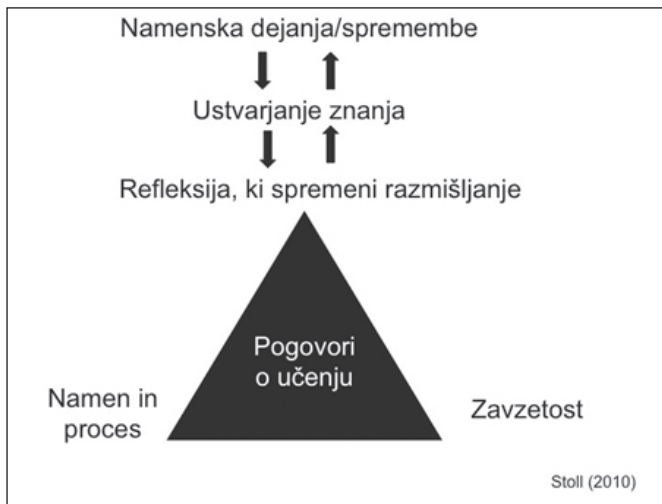 Namenska dejanja/spremembe
Ustvarjanje znanja
Refleksija, ki spremeni razmišljanje
Pogovori
o učenju
Namen in
proces
Zavzetost
Stoll (2010)